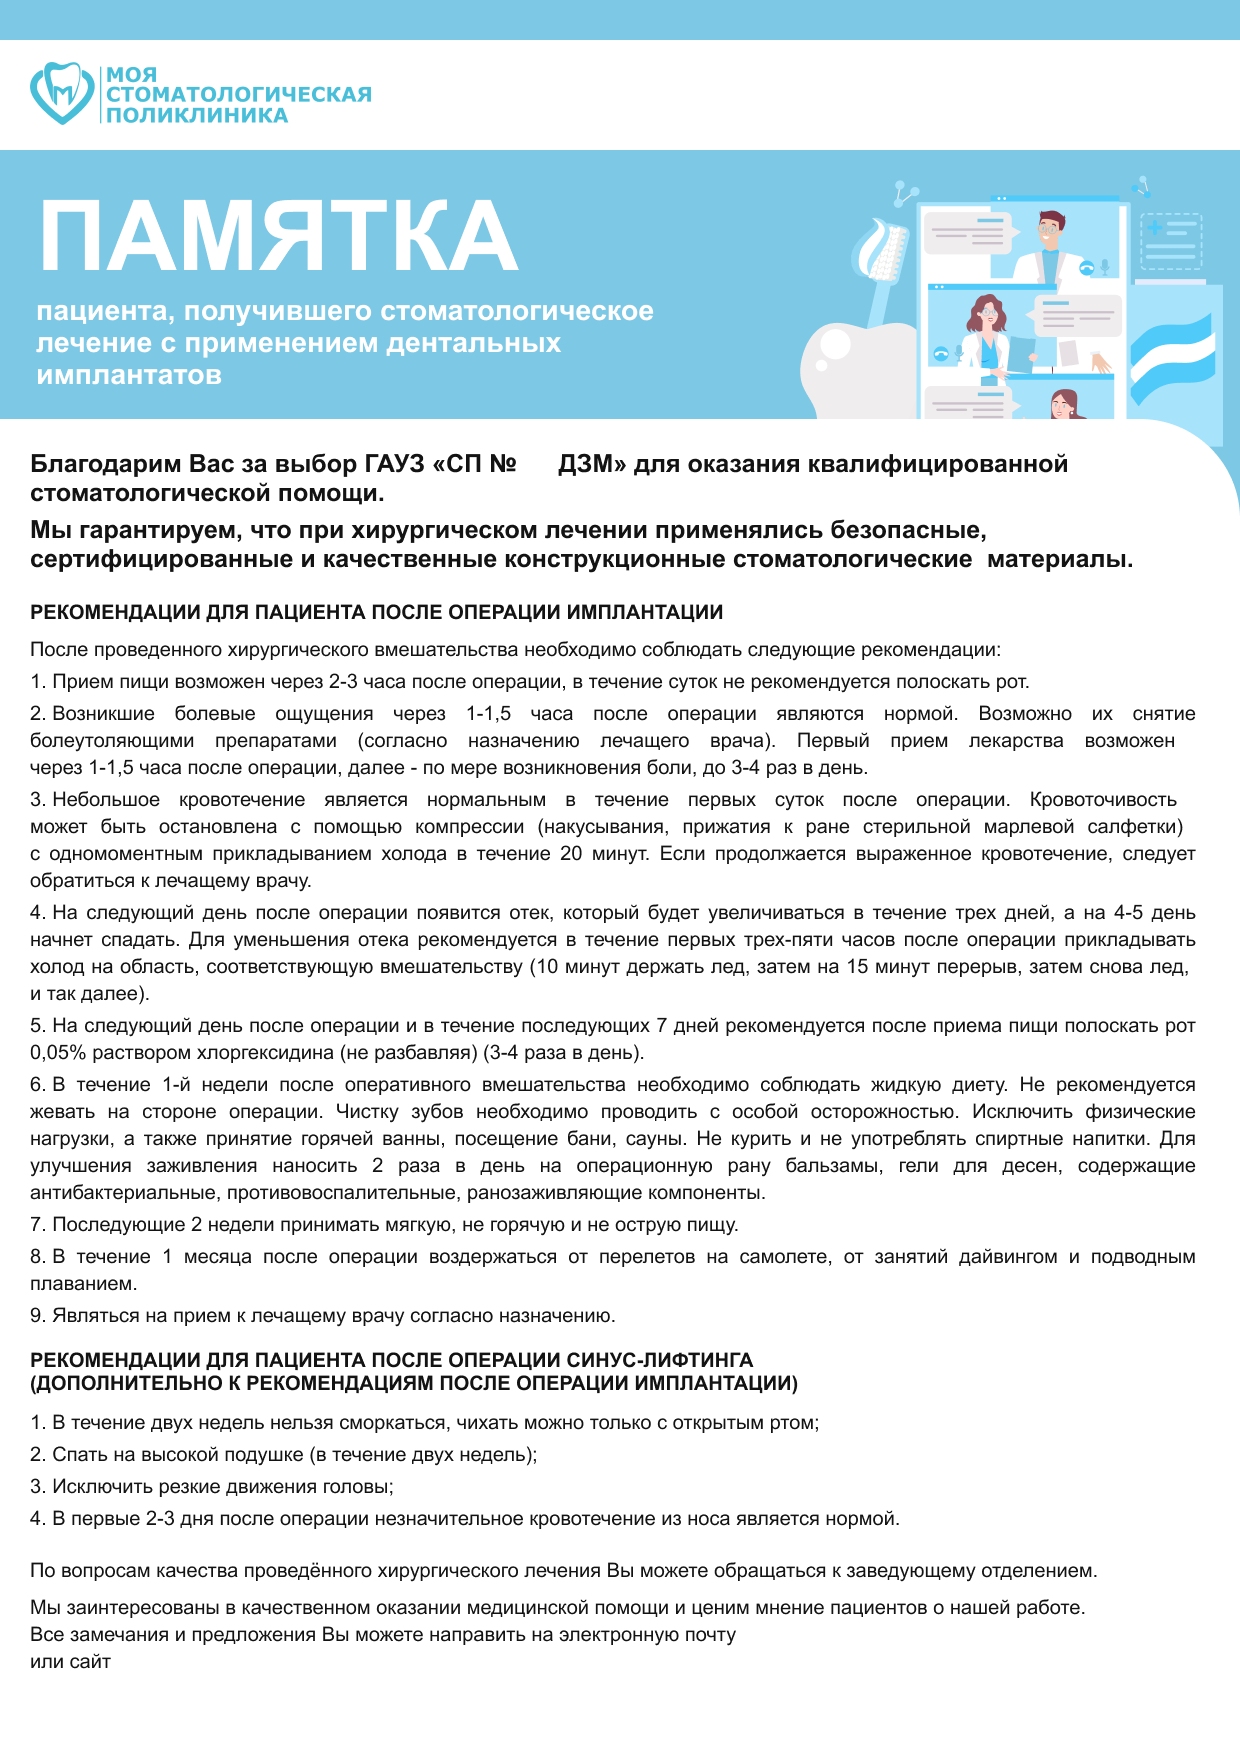 МОЯ
СТОМАТОЛОГИЧЕСКАЯ
ПОЛИКЛИНИКА
ПАМЯТКА
пациента, получившего стоматологическое
лечение с применением дентальных
имплантатов
Благодарим Вас за выбор ГАУЗ «СП № ДЗМ» для оказания квалифицированной
стоматологической помощи.
Мы гарантируем, что при хирургическом лечении применялись безопасные,
сертифицированные и качественные конструкционные стоматологические материалы.
РЕКОМЕНДАЦИИ ДЛЯ ПАЦИЕНТА ПОСЛЕ ОПЕРАЦИИ ИМПЛАНТАЦИИ
После проведенного хирургического вмешательства необходимо соблюдать следующие рекомендации:
1. Прием пищи возможен через 2-3 часа после операции, в течение суток не рекомендуется полоскать рот.
2. Возникшие болевые ощущения через 1-1,5 часа после операции являются нормой. Возможно их снятие
болеутоляющими препаратами (согласно назначению лечащего врача). Первый прием лекарства возможен
через 1-1,5 часа после операции, далее - по мере возникновения боли, до 3-4 раз в день.
3. Небольшое кровотечение является нормальным в течение первых суток после операции. Кровоточивость
может быть остановлена с помощью компрессии (накусывания, прижатия к ране стерильной марлевой салфетки)
с одномоментным прикладыванием холода в течение 20 минут. Если продолжается выраженное кровотечение, следует
обратиться к лечащему врачу.
4. На следующий день после операции появится отек, который будет увеличиваться в течение трех дней, а на 4-5 день
начнет спадать. Для уменьшения отека рекомендуется в течение первых трех-пяти часов после операции прикладывать
холод на область, соответствующую вмешательству (10 минут держать лед, затем на 15 минут перерыв, затем снова лед,
и так далее).
5. На следующий день после операции и в течение последующих 7 дней рекомендуется после приема пищи полоскать рот
0,05% раствором хлоргексидина (не разбавляя) (3-4 раза в день).
6. В течение 1-й недели после оперативного вмешательства необходимо соблюдать жидкую диету. Не рекомендуется
жевать на стороне операции. Чистку зубов необходимо проводить с особой осторожностью. Исключить физические
нагрузки, а также принятие горячей ванны, посещение бани, сауны. Не курить и не употреблять спиртные напитки. Для
улучшения заживления наносить 2 раза в день на операционную рану бальзамы, гели для десен, содержащие
антибактериальные, противовоспалительные, ранозаживляющие компоненты.
7. Последующие 2 недели принимать мягкую, не горячую и не острую пищу.
8. В течение 1 месяца после операции воздержаться от перелетов на самолете, от занятий дайвингом и подводным
плаванием.
9. Являться на прием к лечащему врачу согласно назначению.
РЕКОМЕНДАЦИИ ДЛЯ ПАЦИЕНТА ПОСЛЕ ОПЕРАЦИИ СИНУС-ЛИФТИНГА
(ДОПОЛНИТЕЛЬНО К РЕКОМЕНДАЦИЯМ ПОСЛЕ ОПЕРАЦИИ ИМПЛАНТАЦИИ)
1. В течение двух недель нельзя сморкаться, чихать можно только с открытым ртом;
2. Спать на высокой подушке (в течение двух недель);
3. Исключить резкие движения головы;
4. В первые 2-3 дня после операции незначительное кровотечение из носа является нормой.
По вопросам качества проведённого хирургического лечения Вы можете обращаться к заведующему отделением.
Мы заинтересованы в качественном оказании медицинской помощи и ценим мнение пациентов о нашей работе.
Все замечания и предложения Вы можете направить на электронную почту
или сайт